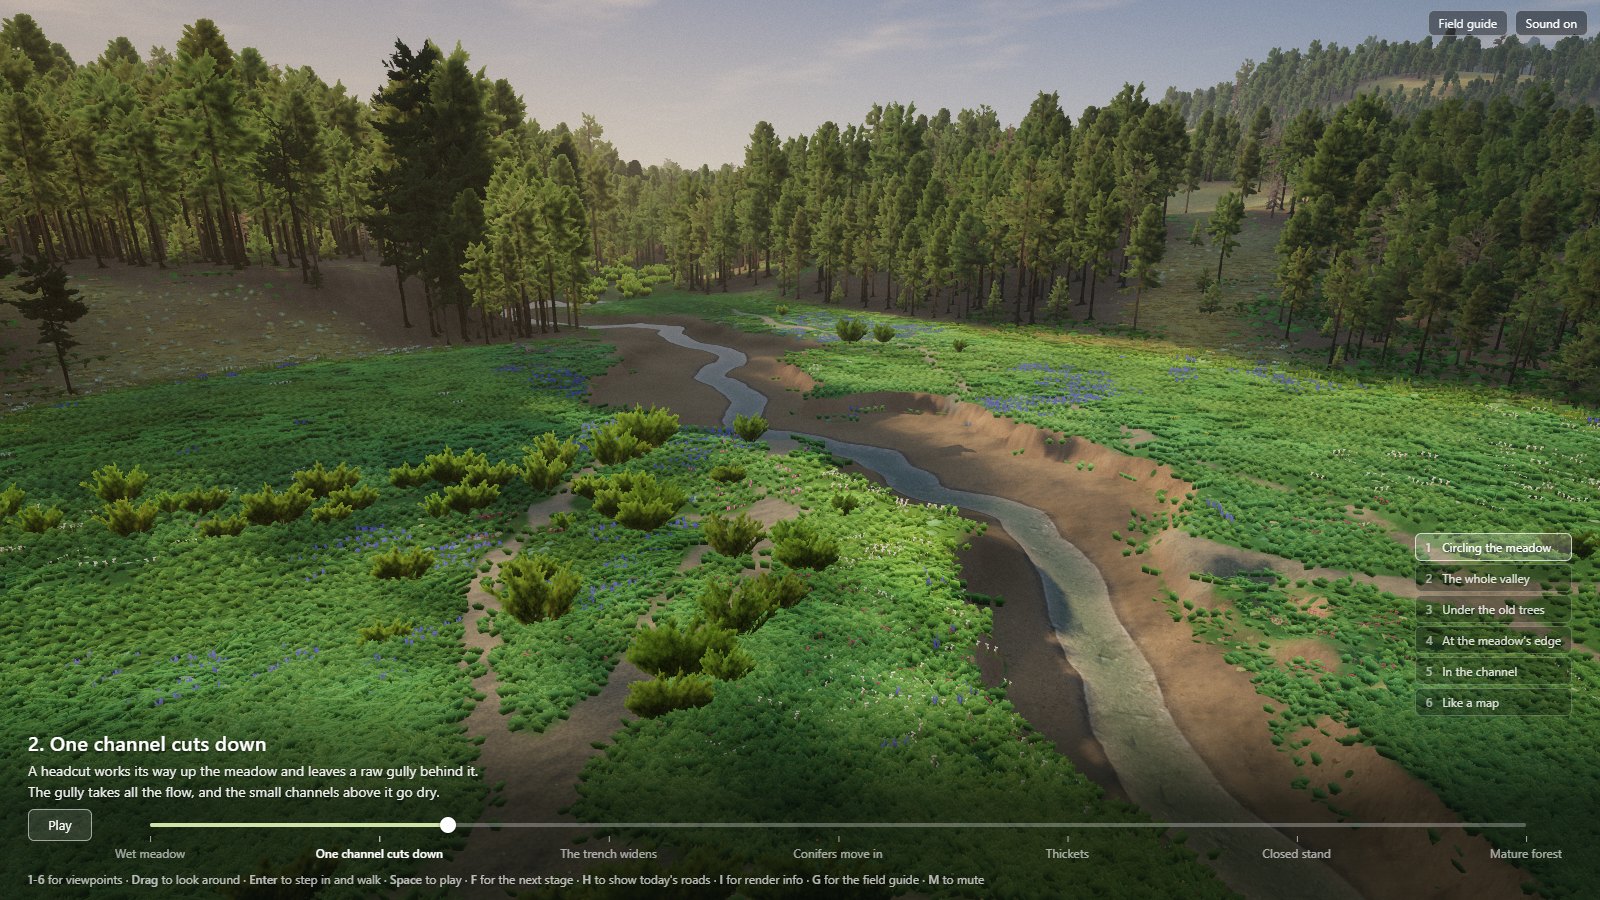 Field guide
Sound on
1 Circling the meadow
2 The whole valley
3 Under the old trees
4 At the meadow's edge
5 In the channel
6 Like a map
2. One channel cuts down
A headcut works its way up the meadow and leaves a raw gully behind it.
The gully takes all the flow, and the small channels above it go dry.
Play
Wet meadow
One channel cuts down
The trench widens
Conifers move in
Thickets
Closed stand
Mature forest
1-6 for viewpoints · Drag to look around · Enter to step in and walk · Space to play · F for the next stage · H to show today's roads · I for render info · G for the field guide · M to mute